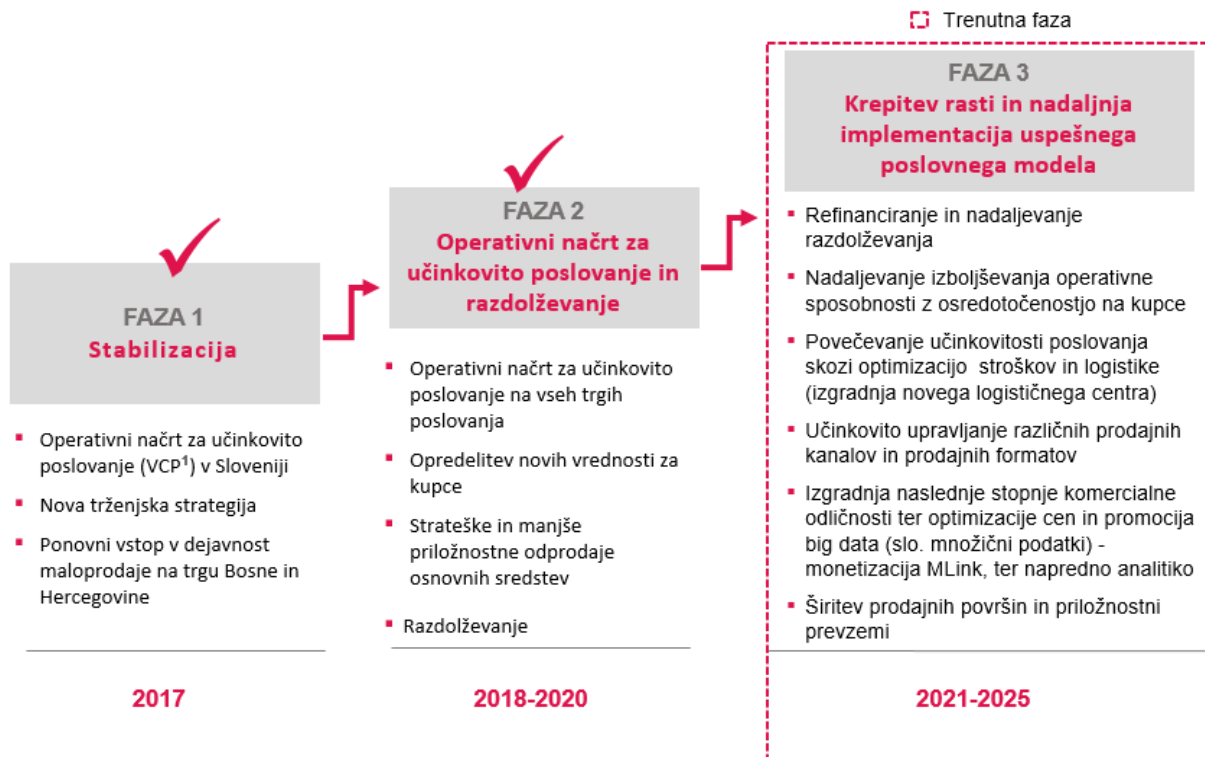 Trenutna faza
FAZA 1
Stabilizacija
▪ Operativni načrt za učinkovito
poslovanje (VCP¹) v Sloveniji
▪ Nova trženjska strategija
▪ Ponovni vstop v dejavnost
maloprodaje na trgu Bosne in
Hercegovine
2017
FAZA 2
Operativni načrt za
učinkovito poslovanje in
razdolževanje
▪ Operativni načrt za učinkovito
poslovanje na vseh trgih
poslovanja
▪ Opredelitev novih vrednosti za
kupce
▪ Strateške in manjše
priložnostne odprodaje
osnovnih sredstev
▪ Razdolževanje
2018-2020
FAZA 3
Krepitev rasti in nadaljnja
implementacija uspešnega
poslovnega modela
▪ Refinanciranje in nadaljevanje
razdolževanja
▪ Nadaljevanje izboljševanja operativne
sposobnosti z osredotočenostjo na kupce
▪ Povečevanje učinkovitosti poslovanja
skozi optimizacijo stroškov in logistike
(izgradnja novega logističnega centra)
▪ Učinkovito upravljanje različnih prodajnih
kanalov in prodajnih formatov
▪ Izgradnja naslednje stopnje komercialne
odličnosti ter optimizacije cen in promocija
big data (slo. množični podatki) -
monetizacija MLink, ter napredno analitiko
▪ Širitev prodajnih površin in priložnostni
prevzemi
2021-2025